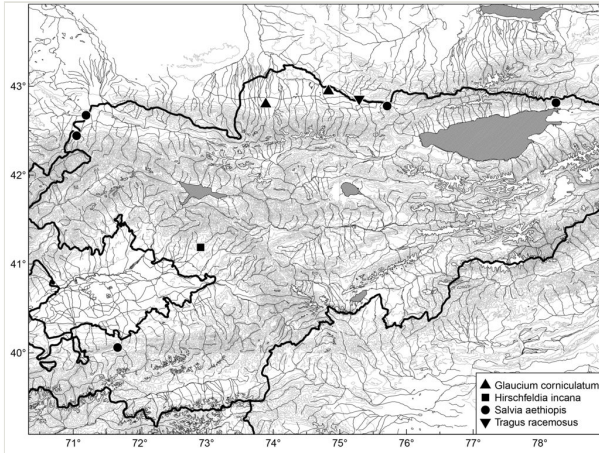 43°
42°
41°
40°
Glaucium corniculatum
Hirschfeldia incana
Salvia aethiopis
Tragus racemosus
71° 72° 73° 74° 75° 76° 77° 78°